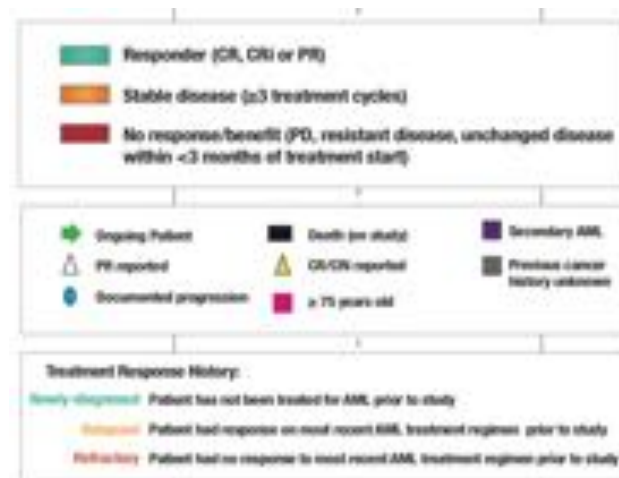 Responder (CR, CRi or PR)
Stable disease (≥3 treatment cycles)
No response/benefit (PD, resistant disease, unchanged disease
within <3 months of treatment start)
Ongoing Patient
Death (on study)
Secondary AML
PR reported
CR/CRi reported
Previous cancer
history unknown
Documented progression
≥ 75 years old
Treatment Response History:
Newly-diagnosed Patient has not been treated for AML prior to study
Relapsed Patient had response on most recent AML treatment regimen prior to study
Refractory Patient had no response to most recent AML treatment regimen prior to study